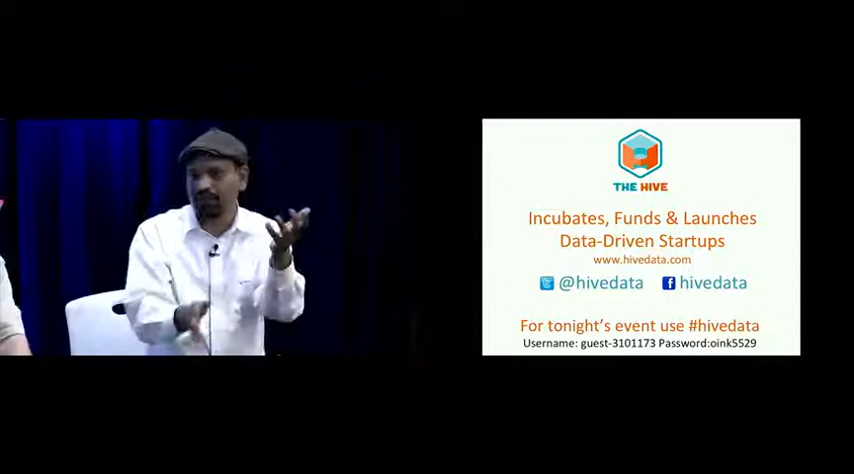 THE HIVE
Incubates, Funds & Launches
Data-Driven Startups
www.hivedata.com
@hivedata hivedata
For tonight's event use #hivedata
Username: guest-3101173 Password:oink5529